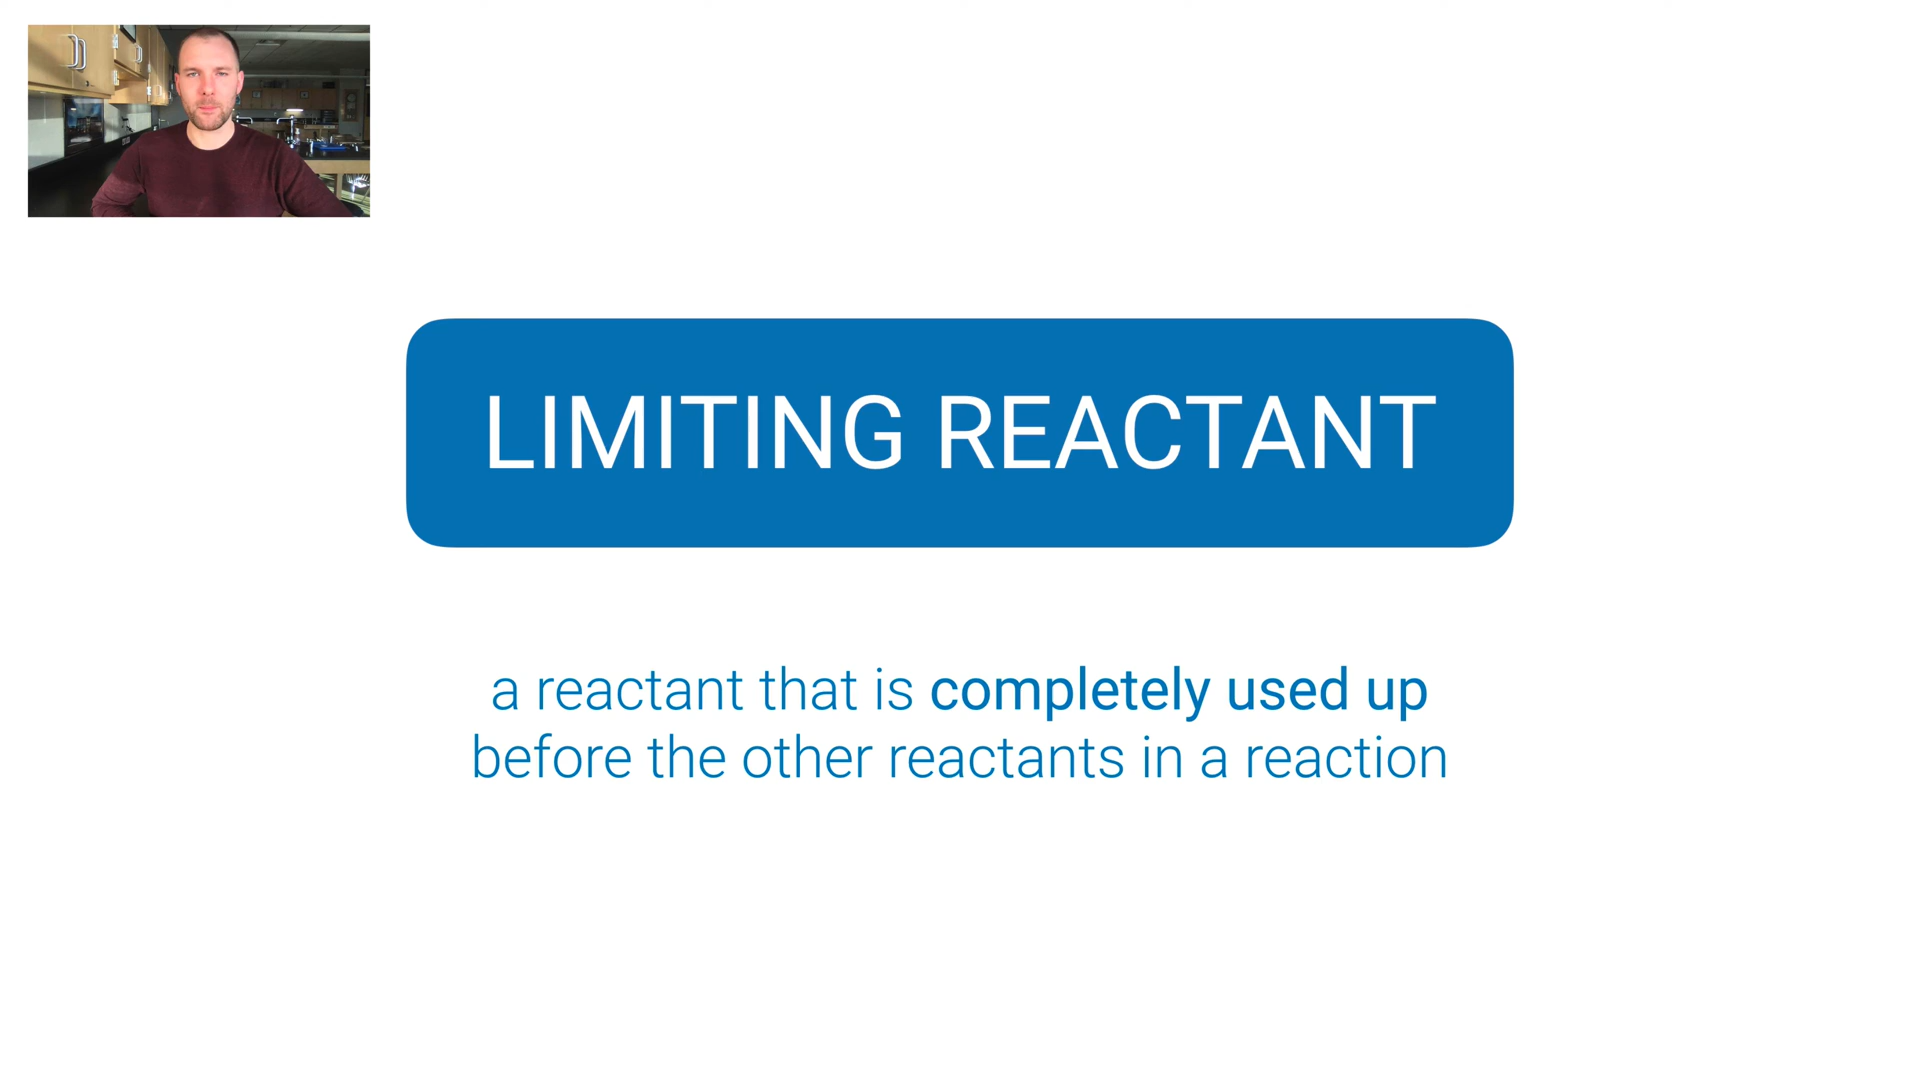 LIMITING REACTANT
a reactant that is completely used up
before the other reactants in a reaction